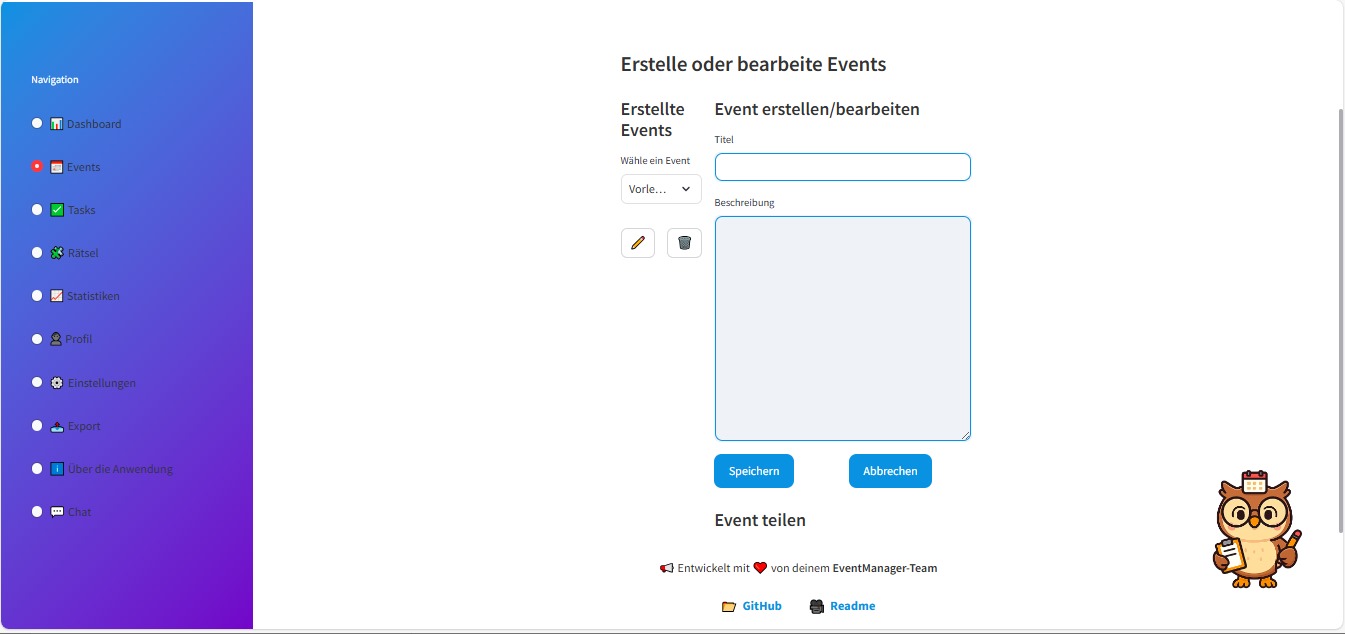 Navigation
Dashboard
Events
Tasks
Rätsel
Statistiken
Profil
Einstellungen
Export
Über die Anwendung
Chat
Erstelle oder bearbeite Events
Erstellte
Events
Wähle ein Event
Vorle...
Event erstellen/bearbeiten
Titel
Beschreibung
Speichern
Abbrechen
Event teilen
Entwickelt mit ❤️ von deinem EventManager-Team
GitHub
Readme